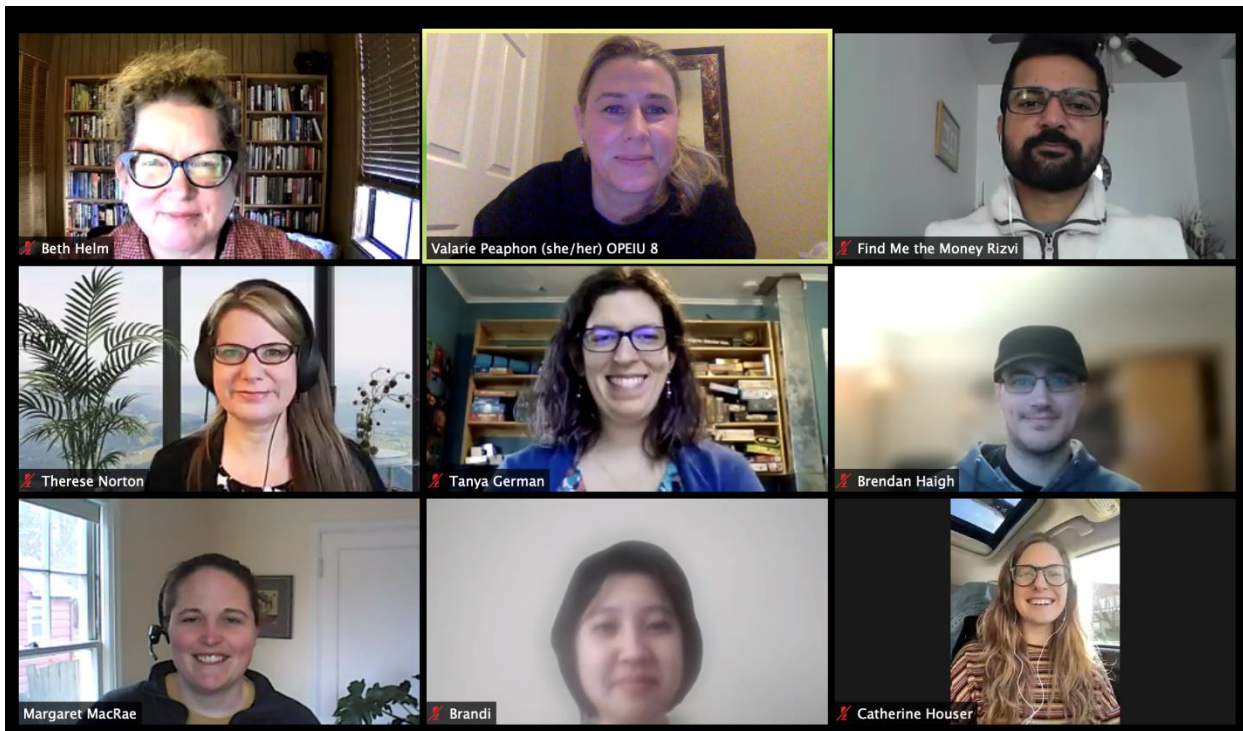 Beth Helm
Valarie Peaphon (she/her) OPEIU 8
Find Me the Money Rizvi
Therese Norton
Tanya German
Brendan Haigh
Margaret MacRae
Brandi
Catherine Houser